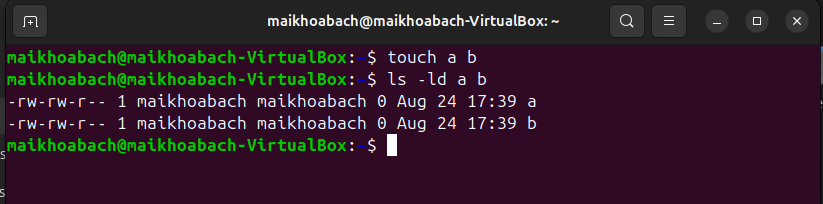 maikhoabach@maikhoabach-VirtualBox: ~
maikhoabach@maikhoabach-VirtualBox:~$ touch a b
maikhoabach@maikhoabach-VirtualBox:~$ ls -ld a b
-rw-rw-r-- 1 maikhoabach maikhoabach 0 Aug 24 17:39 a
-rw-rw-r-- 1 maikhoabach maikhoabach 0 Aug 24 17:39 b
maikhoabach@maikhoabach-VirtualBox:~$